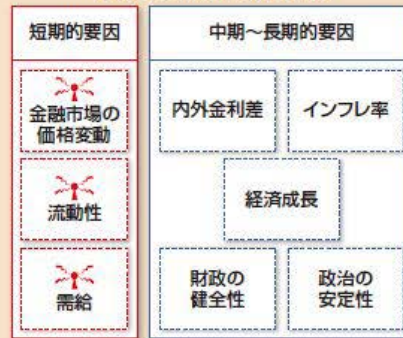 短期的要因
金融市場の
価格変動
流動性
需給
中期～長期的要因
内外金利差
インフレ率
経済成長
財政の
健全性
政治の
安定性